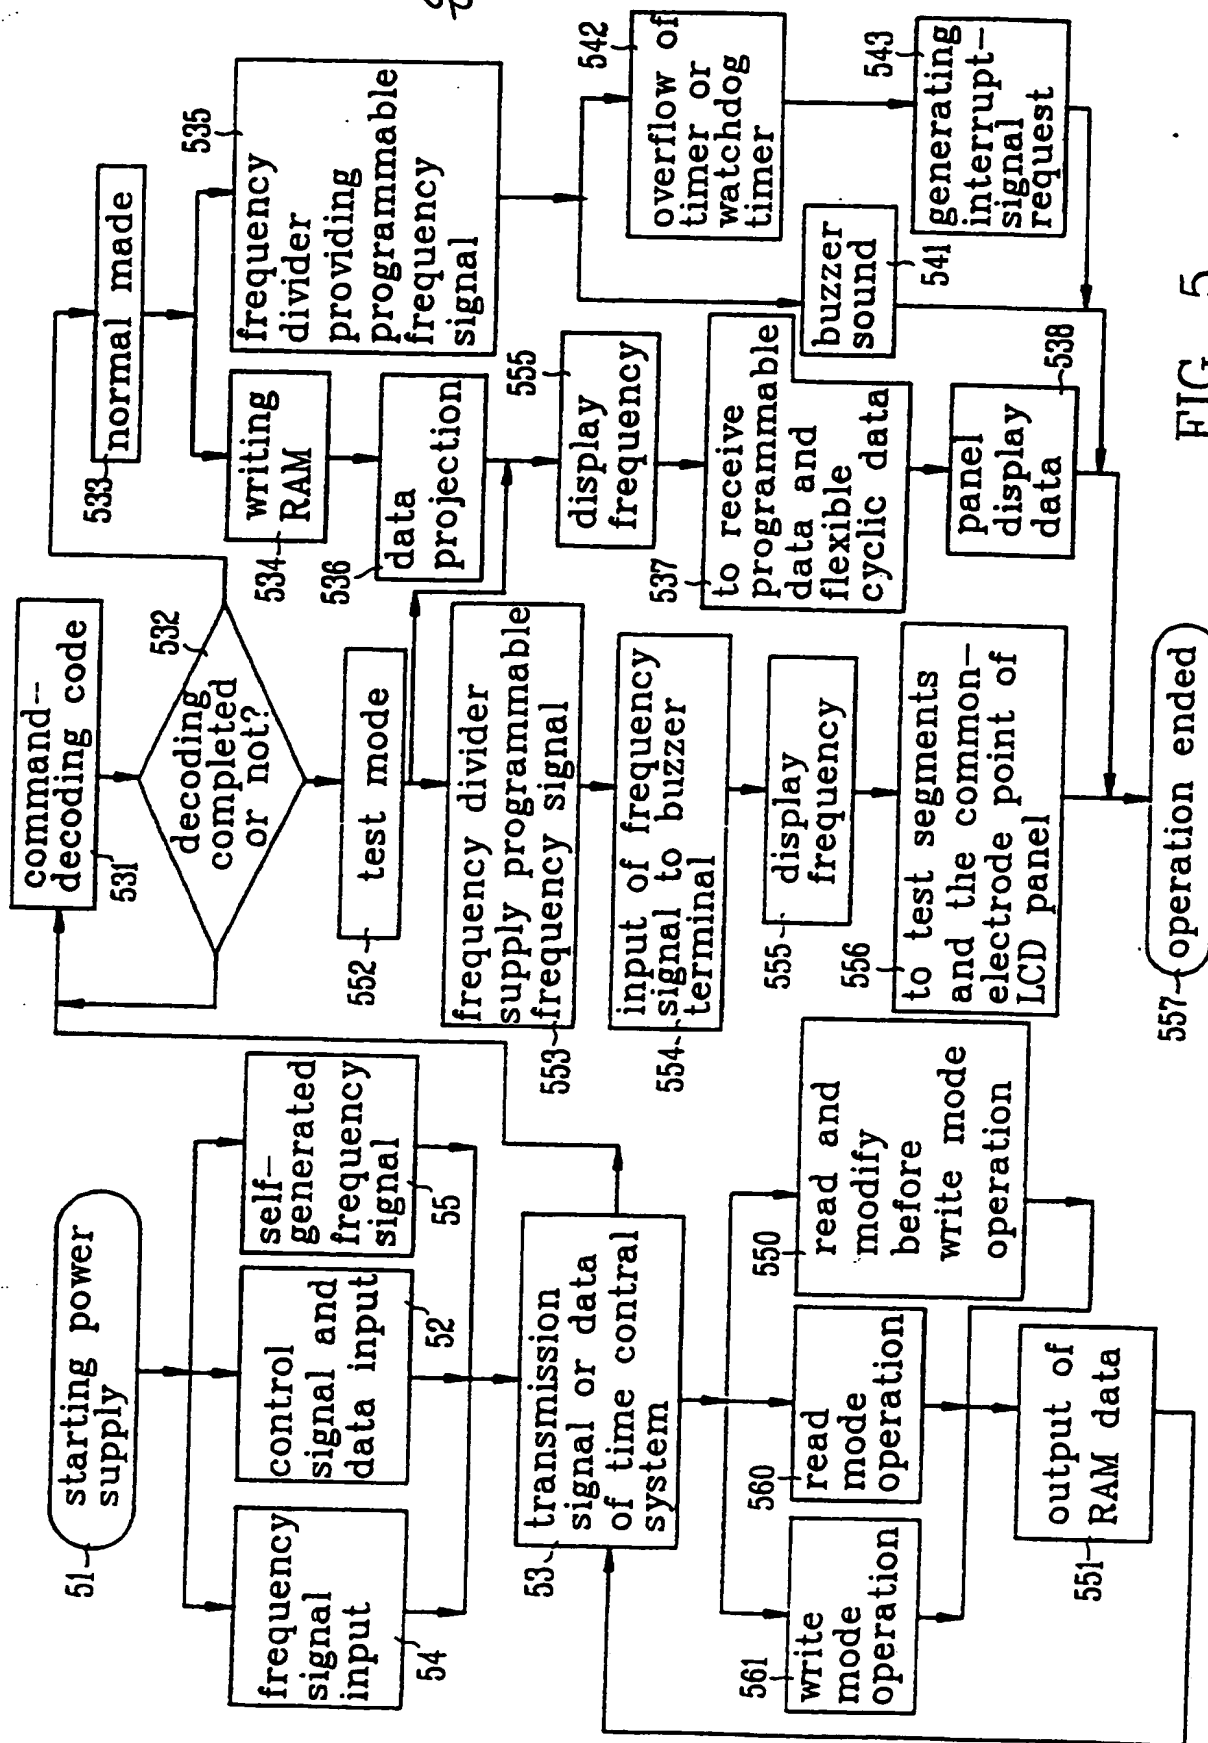 51
starting power
supply
frequency
signal
input
54
control
signal and
data input
52
self-
generated
frequency
signal
55
53
transmission
signal or data
of time contral
system
561
write
mode
operation
560
read
mode
operation
550
read and
modify
before
write mode
operation
551
output of
RAM data
command-
decoding code
531
532
decoding
completed
or not?
552
test mode
553
frequency divider
supply programmable
frequency signal
554
input of frequency
signal to buzzer
terminal
555
display
frequency
556
to test segments
and the common-
electrode point of
LCD panel
557
operation ended
533
normal made
534
writing
RAM
535
frequency
divider
providing
programmable
frequency
signal
536
data
projection
555
display
frequency
537
to receive
programmable
data and
flexible
cyclic data
panel
display
data
538
buzzer
sound
541
542
overflow of
timer or
watchdog
timer
543
generating
interrupt-
signal
request
FIG. 5